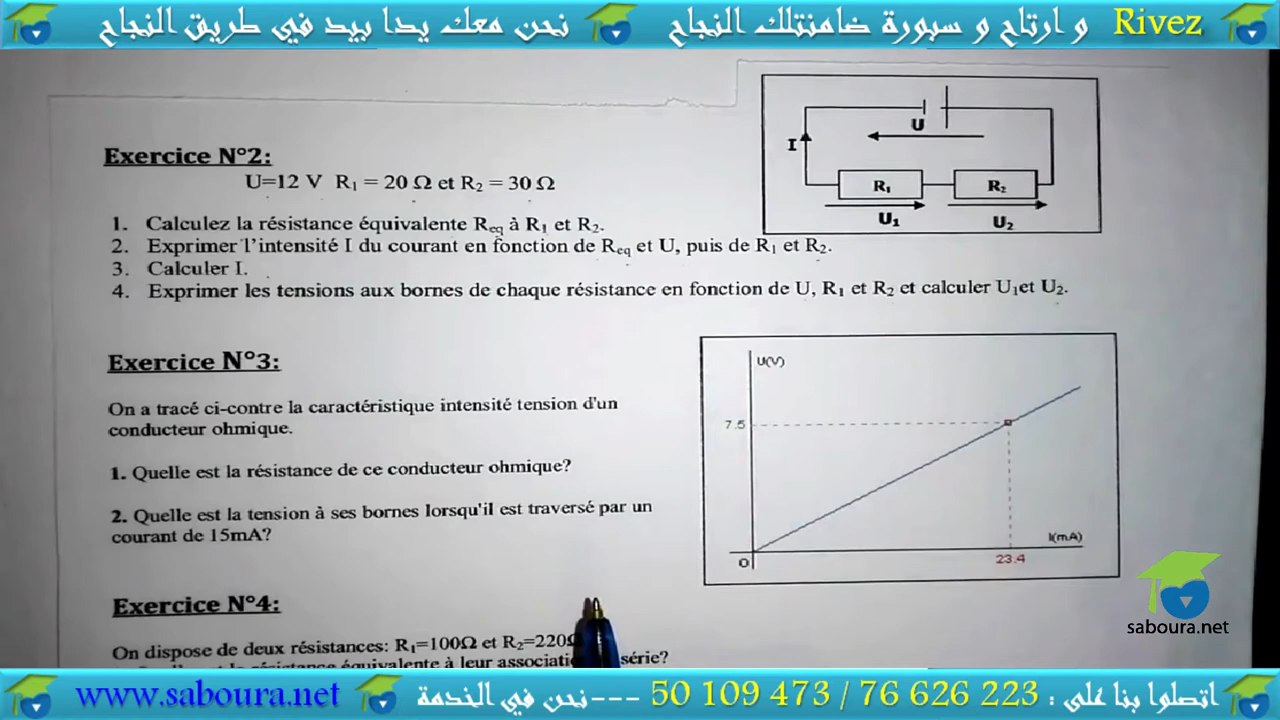 نحن معك يدا بيد في طريق النجاح
و ارتاح و سبورة ضامنتلك النجاح Rivez
Exercice N°2:
U=12 V R₁ = 20 Ω et R₂ = 30 Ω
1. Calculez la résistance équivalente Req à R₁ et R₂.
2. Exprimer l'intensité I du courant en fonction de Req et U, puis de R₁ et R₂.
3. Calculer I.
4. Exprimer les tensions aux bornes de chaque résistance en fonction de U, R₁ et R₂ et calculer U₁et U₂.
U
I
R₁
R₂
U₁
U₂
Exercice N°3:
On a tracé ci-contre la caractéristique intensité tension d'un
conducteur ohmique.
1. Quelle est la résistance de ce conducteur ohmique?
2. Quelle est la tension à ses bornes lorsqu'il est traversé par un
courant de 15mA?
U(V)
7.5
I(mA)
O
23.4
Exercice N°4:
On dispose de deux résistances: R₁=100Ω et R₂=220Ω
résistance équivalente à leur associati série?
saboura.net
www.saboura.net
اتصلوا بنا على : 50 109 473 / 76 626 223 ---نحن في الخدمة